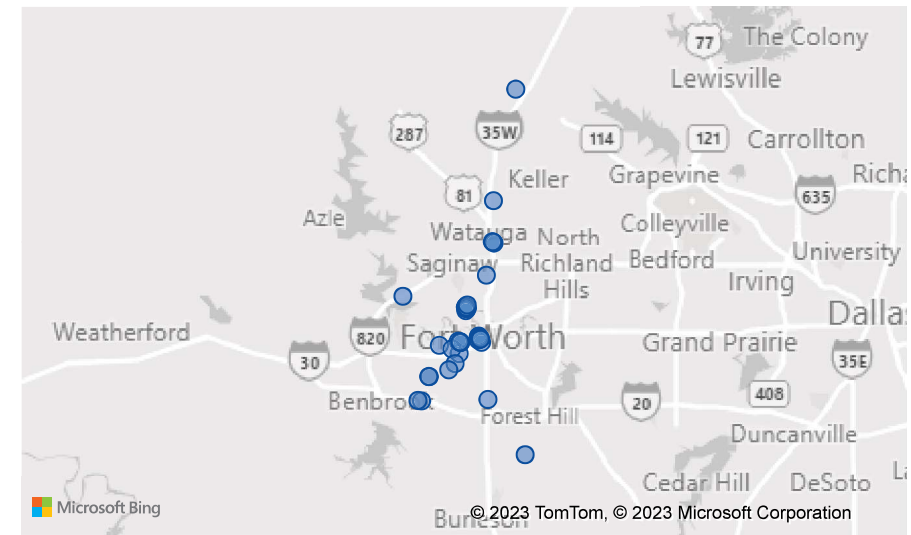 77
The Colony
Lewisville
287
35W
114
121
Carrollton
Keller
Grapevine
Richa
81
635
Azle
Colleyville
Watauga
North
Richland
Hills
Saginaw
Bedford
University
Irving
Dallas
Weatherford
820
Fort Worth
Grand Prairie
30
35E
Benbrook
20
408
Forest Hill
Duncanville
Cedar Hill
DeSoto
La
Microsoft Bing
Burleson
© 2023 TomTom, © 2023 Microsoft Corporation